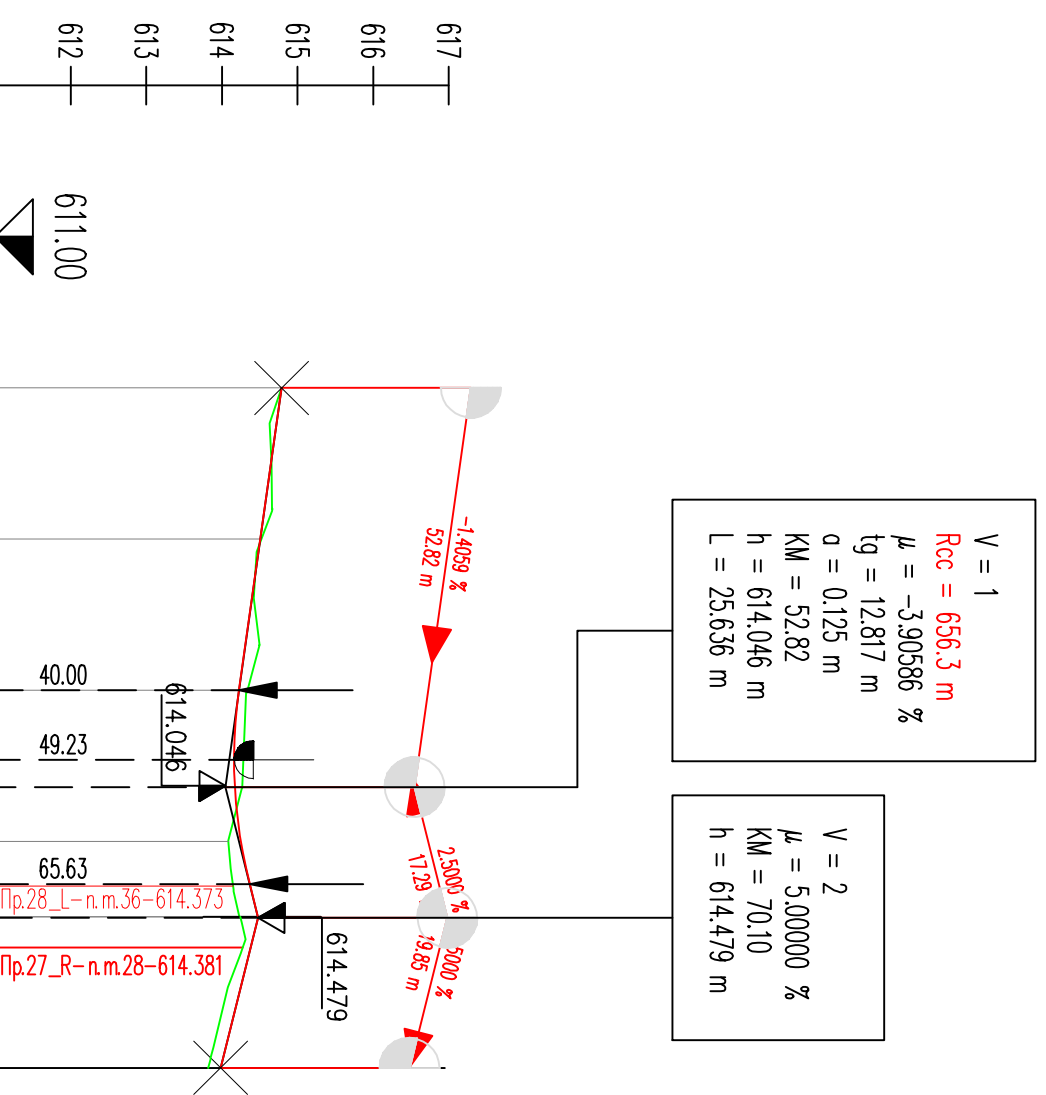 617
616
615
614
613
612
611.00
V = 1
Rcc = 656.3 m
μ = -3.90586 %
tg = 12.817 m
a = 0.125 m
KM = 52.82
h = 614.046 m
L = 25.636 m
V = 2
μ = 5.00000 %
KM = 70.10
h = 614.479 m
-1.4059 %
52.82 m
2.5000 %
17.29
5000 %
19.85 m
40.00
49.23
65.63
614.046
614.479
Пр.28_L-п.т.36-614.373
Пр.27_R-п.т.28-614.381